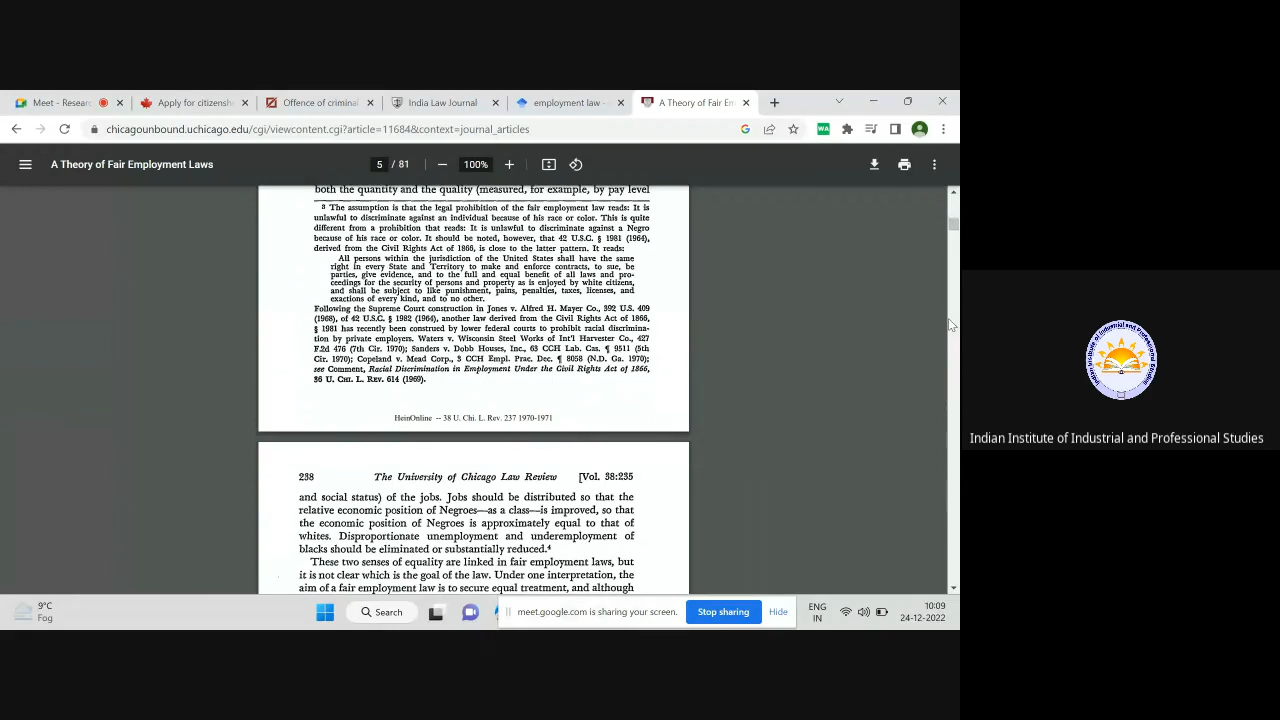 Meet - Resear
Apply for citizensh
Offence of criminal
India Law Journal
employment law -
A Theory of Fair Em
chicagounbound.uchicago.edu/cgi/viewcontent.cgi?article=11684&context=journal_articles
A Theory of Fair Employment Laws
5 / 81
100%
both the quantity and the quality (measured, for example, by pay level
3 The assumption is that the legal prohibition of the fair employment law reads: It is
unlawful to discriminate against an individual because of his race or color. This is quite
different from a prohibition that reads: It is unlawful to discriminate against a Negro
because of his race or color. It should be noted, however, that 42 U.S.C. § 1981 (1964),
derived from the Civil Rights Act of 1866, is close to the latter pattern. It reads:
All persons within the jurisdiction of the United States shall have the same
right in every State and Territory to make and enforce contracts, to sue, be
parties, give evidence, and to the full and equal benefit of all laws and pro-
ceedings for the security of persons and property as is enjoyed by white citizens,
and shall be subject to like punishment, pains, penalties, taxes, licenses, and
exactions of every kind, and to no other.
Following the Supreme Court construction in Jones v. Alfred H. Mayer Co., 392 U.S. 409
(1968), of 42 U.S.C. § 1982 (1964), another law derived from the Civil Rights Act of 1866,
§ 1981 has recently been construed by lower federal courts to prohibit racial discrimina-
tion by private employers. Waters v. Wisconsin Steel Works of Int'l Harvester Co., 427
F.2d 476 (7th Cir. 1970); Sanders v. Dobb Houses, Inc., 63 CCH Lab. Cas. ¶ 9511 (5th
Cir. 1970); Copeland v. Mead Corp., 3 CCH Empl. Prac. Dec. ¶ 8058 (N.D. Ga. 1970);
see Comment, Racial Discrimination in Employment Under the Civil Rights Act of 1866,
36 U. CHI. L. REV. 614 (1969).
HeinOnline -- 38 U. Chi. L. Rev. 237 1970-1971
238 The University of Chicago Law Review [Vol. 38:235
and social status) of the jobs. Jobs should be distributed so that the
relative economic position of Negroes—as a class—is improved, so that
the economic position of Negroes is approximately equal to that of
whites. Disproportionate unemployment and underemployment of
blacks should be eliminated or substantially reduced.4
These two senses of equality are linked in fair employment laws, but
it is not clear which is the goal of the law. Under one interpretation, the
aim of a fair employment law is to secure equal treatment, and although
9°C
Fog
Search
meet.google.com is sharing your screen.
Stop sharing
Hide
ENG
IN
10:09
24-12-2022
Indian Institute of Industrial and Professional Studies